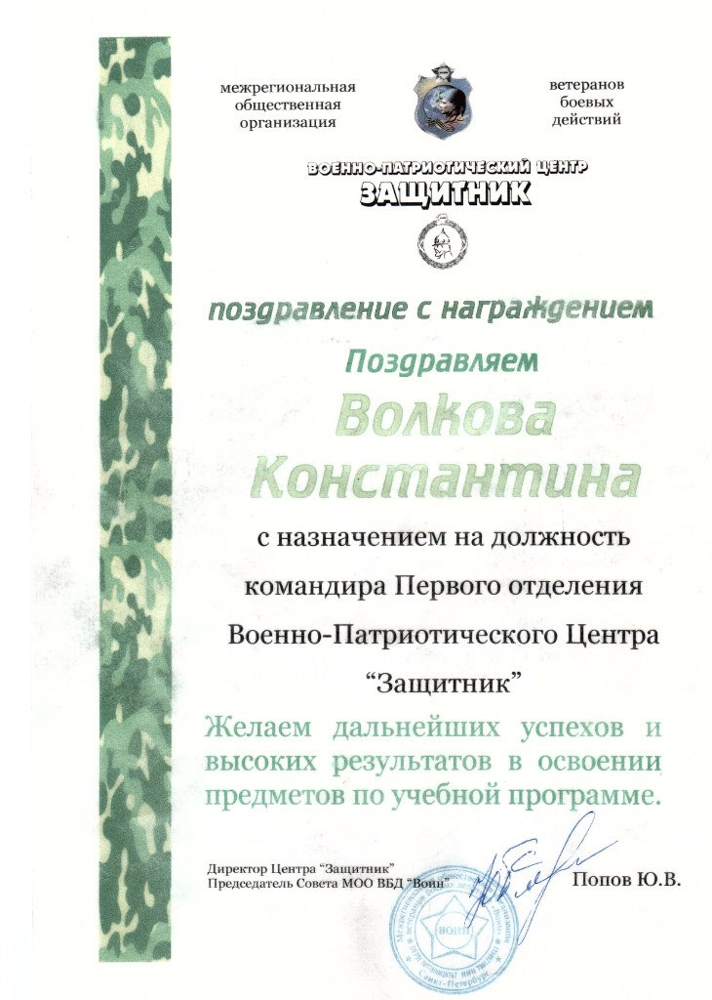 межрегиональная
общественная
организация
ветеранов
боевых
действий
ВОЕННО-ПАТРИОТИЧЕСКИЙ ЦЕНТР
ЗАЩИТНИК
поздравление с награждением
Поздравляем
Волкова
Константина
с назначением на должность
командира Первого отделения
Военно-Патриотического Центра
“Защитник”
Желаем дальнейших успехов и
высоких результатов в освоении
предметов по учебной программе.
Директор Центра “Защитник”
Председатель Совета МОО ВБД “Воин”
Попов Ю.В.
ВОИН
Санкт-Петербург